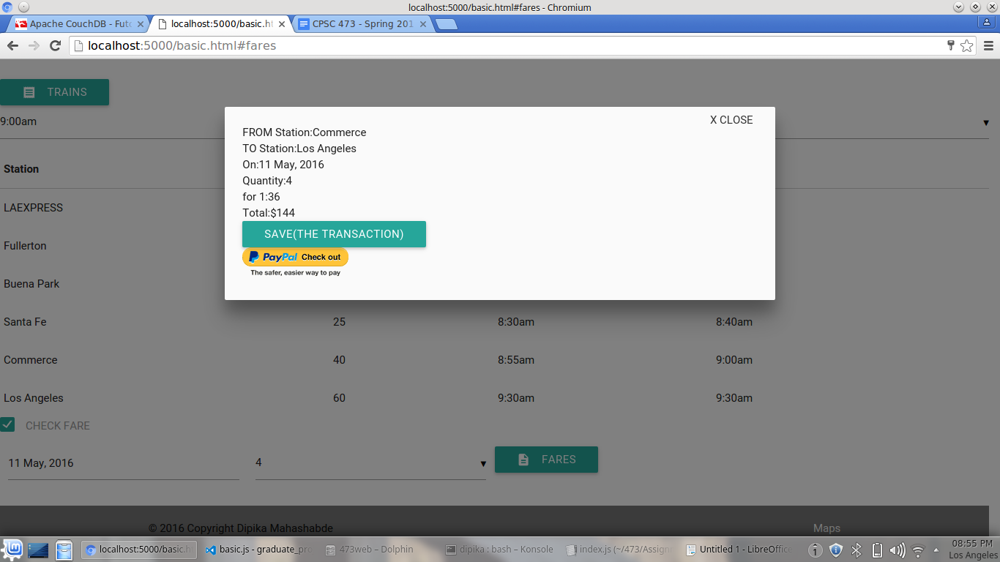 localhost:5000/basic.html#fares - Chromium
Apache CouchDB - Futo
localhost:5000/basic.ht
CPSC 473 - Spring 201
localhost:5000/basic.html#fares
TRAINS
9:00am
X CLOSE
FROM Station:Commerce
TO Station:Los Angeles
On:11 May, 2016
Quantity:4
for 1:36
Total:$144
SAVE(THE TRANSACTION)
PayPal Check out
The safer, easier way to pay
Station
LAEXPRESS
Fullerton
Buena Park
Santa Fe 25 8:30am 8:40am
Commerce 40 8:55am 9:00am
Los Angeles 60 9:30am 9:30am
CHECK FARE
11 May, 2016 4 FARES
© 2016 Copyright Dipika Mahashabde Maps
localhost:5000/basic.h
basic.js - graduate_pro
473web – Dolphin
dipika : bash – Konsole
index.js (~/473/Assign
Untitled 1 - LibreOffice
1
08:55 PM
Los Angeles